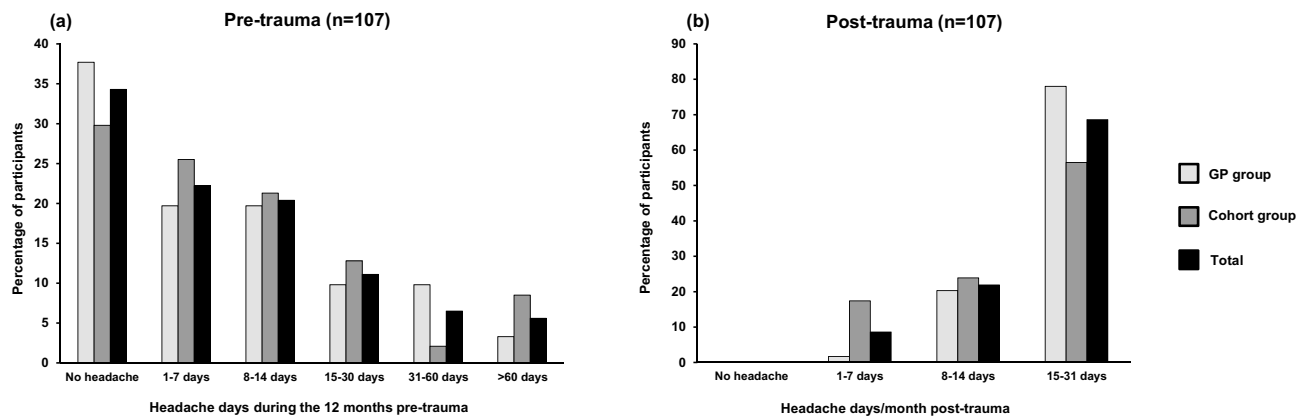 (a)
Pre-trauma (n=107)
Percentage of participants
40
35
30
25
20
15
10
5
0
No headache
1-7 days
8-14 days
15-30 days
31-60 days
>60 days
Headache days during the 12 months pre-trauma
(b)
Post-trauma (n=107)
Percentage of participants
90
80
70
60
50
40
30
20
10
0
No headache
1-7 days
8-14 days
15-31 days
Headache days/month post-trauma
GP group
Cohort group
Total